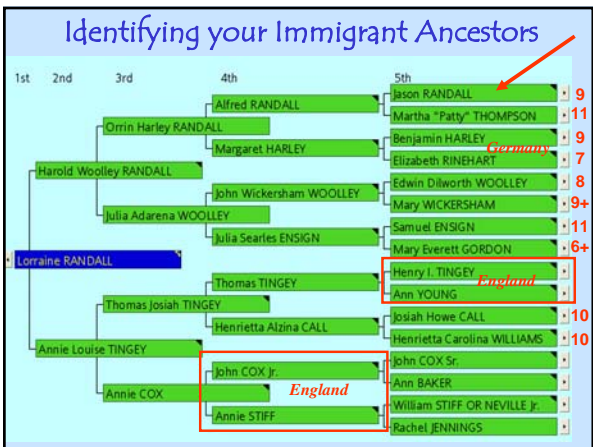 Identifying your Immigrant Ancestors
1st 2nd 3rd 4th 5th
Jason RANDALL 9
Alfred RANDALL
Martha "Patty" THOMPSON 11
Orrin Harley RANDALL
Benjamin HARLEY 9
Germany
Margaret HARLEY
Elizabeth RINEHART 7
Harold Woolley RANDALL
Edwin Dilworth WOOLLEY 8
John Wickersham WOOLLEY
Mary WICKERSHAM 9+
Julia Adarena WOOLLEY
Samuel ENSIGN 11
Julia Searles ENSIGN
Mary Everett GORDON 6+
Lorraine RANDALL
Henry I. TINGEY
England
Thomas TINGEY
Ann YOUNG
Thomas Josiah TINGEY
Josiah Howe CALL 10
Henrietta Alzina CALL
Henrietta Carolina WILLIAMS 10
Annie Louise TINGEY
John COX Sr.
John COX Jr.
Ann BAKER
England
Annie COX
William STIFF OR NEVILLE Jr.
Annie STIFF
Rachel JENNINGS